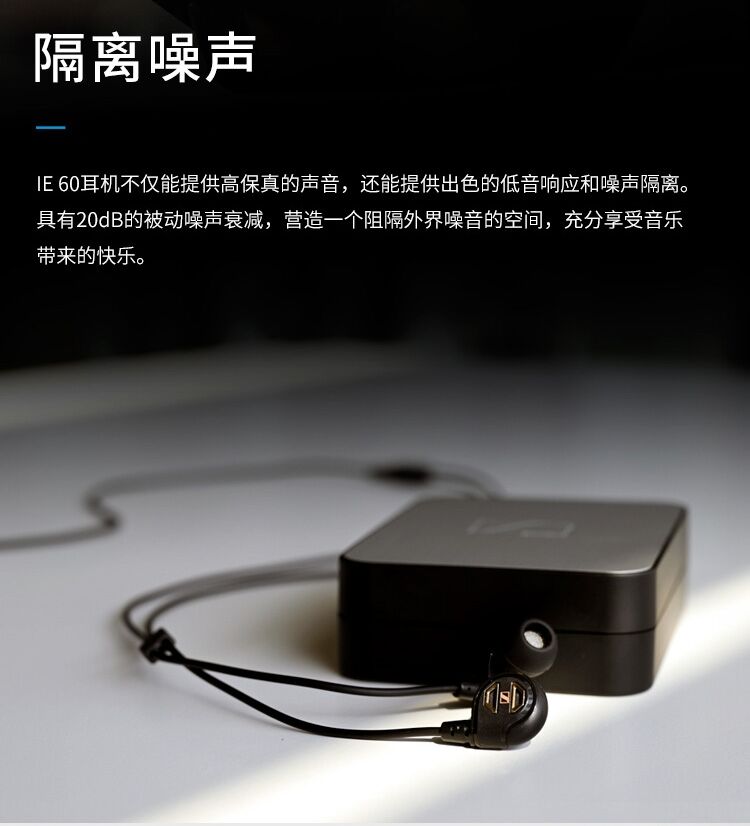 隔离噪声
IE 60耳机不仅能提供高保真的声音，还能提供出色的低音响应和噪声隔离。
具有20dB的被动噪声衰减，营造一个阻隔外界噪音的空间，充分享受音乐
带来的快乐。